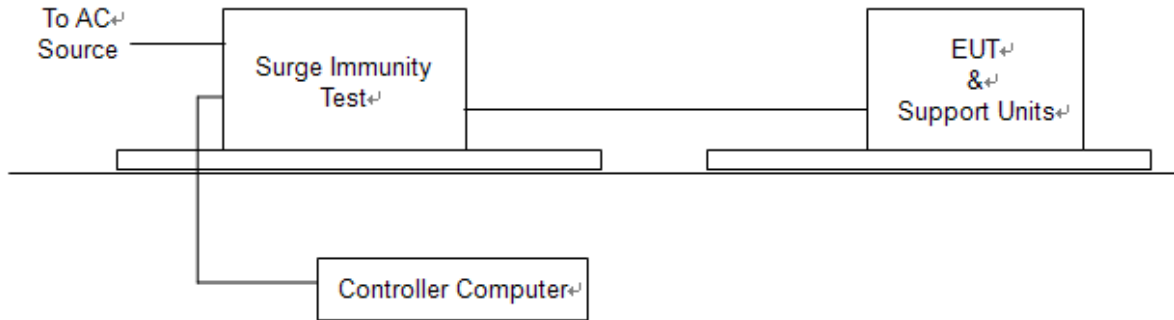 To AC↵
Source
Surge Immunity
Test↵
EUT↵
&↵
Support Units↵
Controller Computer↵